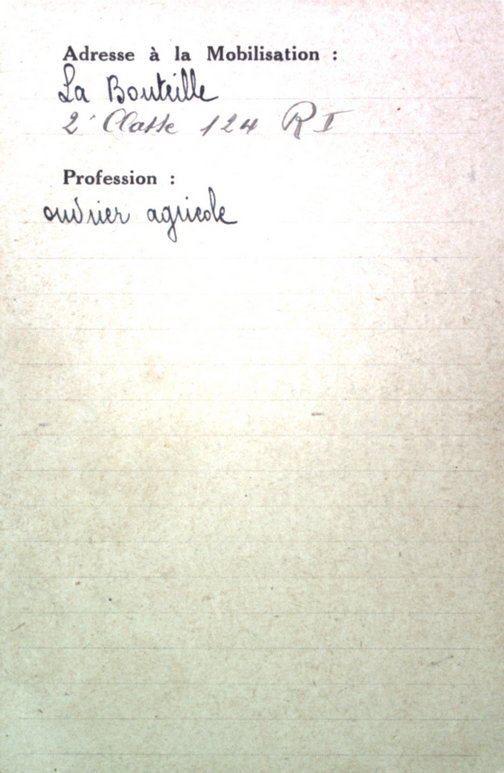 Adresse à la Mobilisation :
La Bouteille
2e Classe 124 RI
Profession :
ouvrier agricole